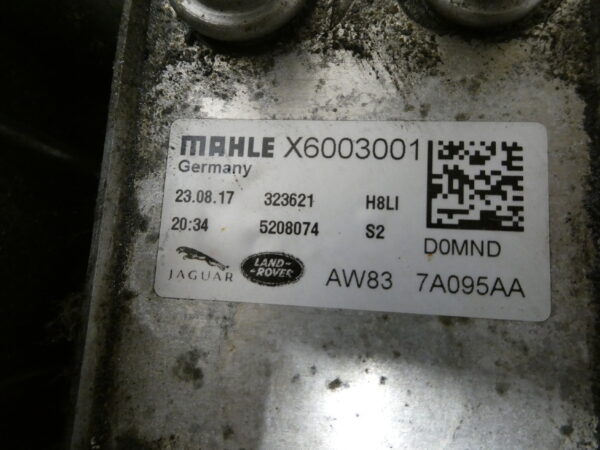 MAHLE X6003001
Germany
23.08.17 323621 H8LI
20:34 5208074 S2
D0MND
JAGUAR LAND-ROVER AW83 7A095AA